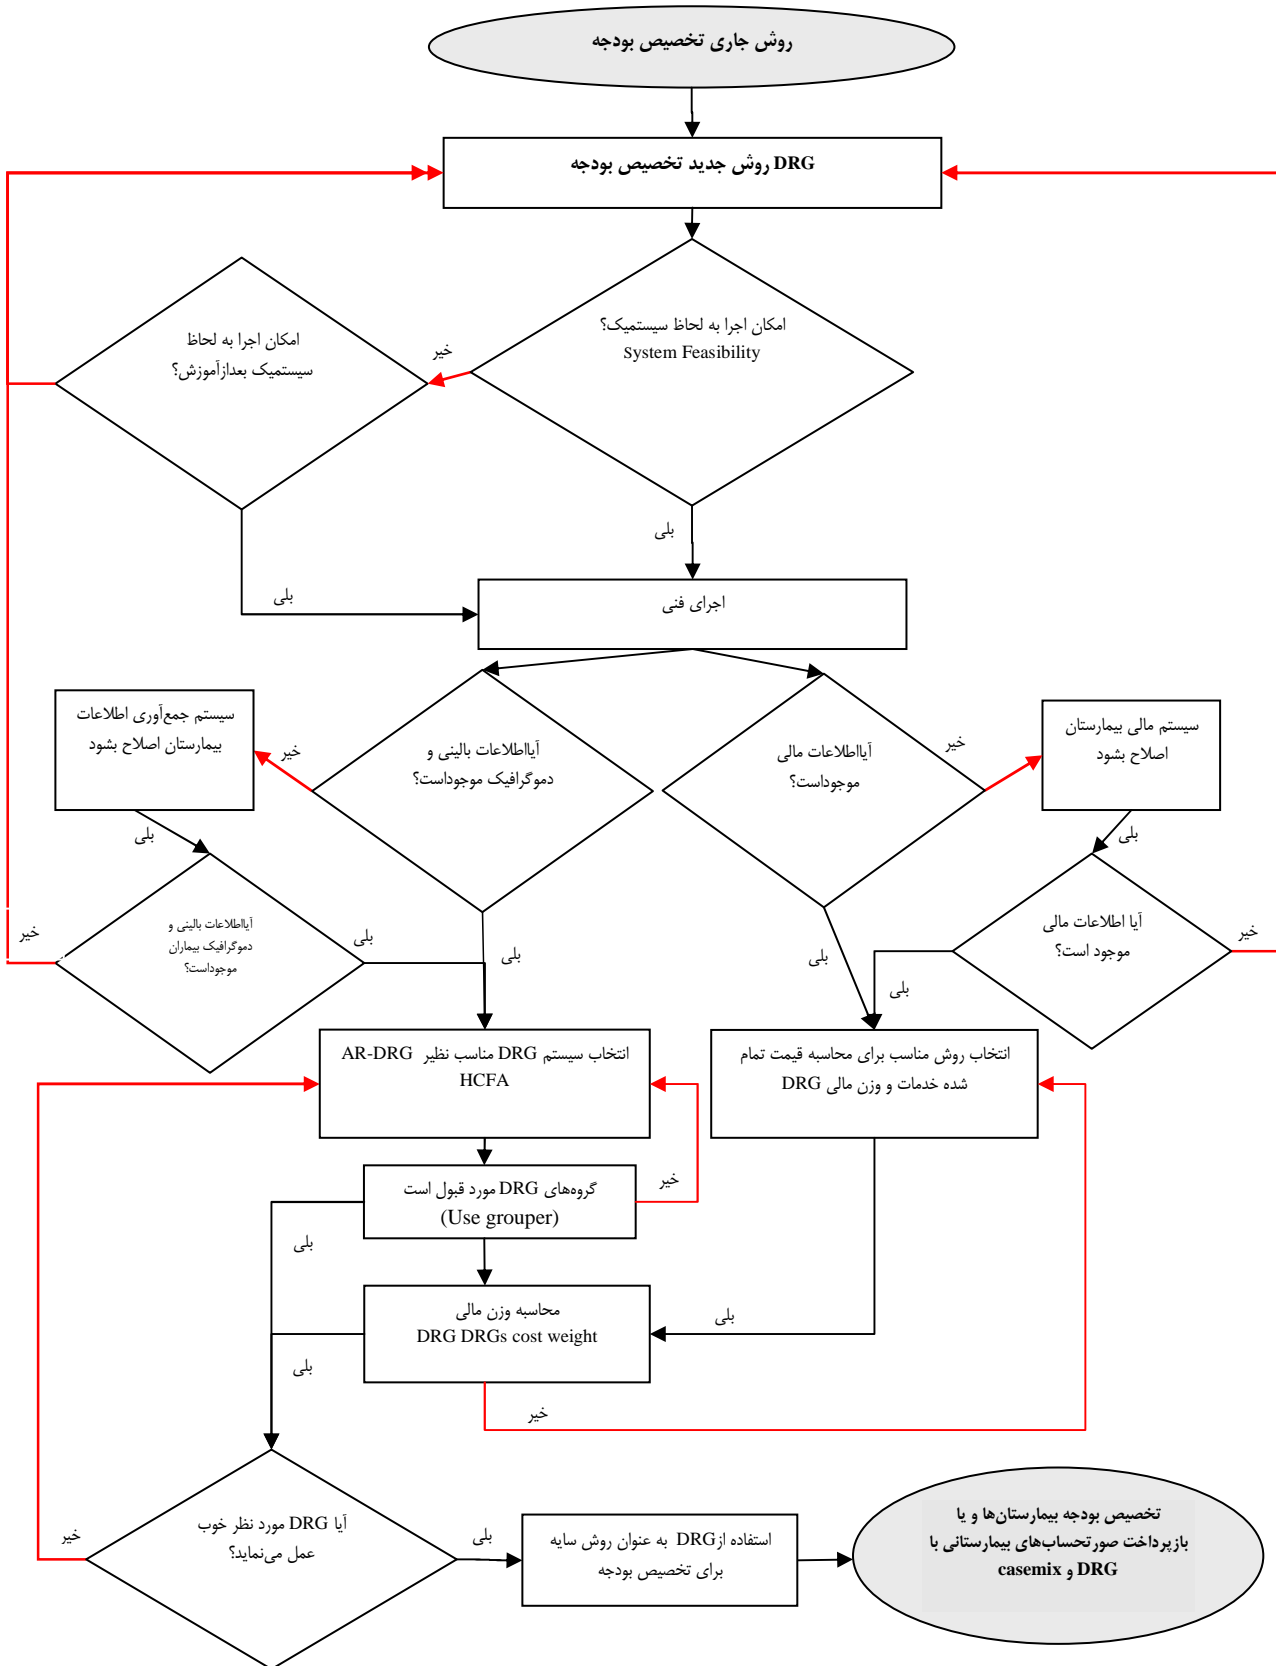 روش جاری تخصیص بودجه
DRG روش جدید تخصیص بودجه
امکان اجرا به لحاظ سیستمیک؟
System Feasibility
خیر
امکان اجرا به لحاظ
سیستمیک بعدازآموزش؟
بلی
بلی
اجرای فنی
آیااطلاعات مالی
موجوداست؟
خیر
سیستم مالی بیمارستان
اصلاح بشود
بلی
آیا اطلاعات مالی
موجود است؟
خیر
بلی
بلی
آیااطلاعات بالینی و
دموگرافیک موجوداست؟
خیر
سیستم جمع‌آوری اطلاعات
بیمارستان اصلاح بشود
بلی
آیااطلاعات بالینی و
دموگرافیک بیماران
موجوداست؟
خیر
بلی
بلی
انتخاب روش مناسب برای محاسبه قیمت تمام
شده خدمات و وزن مالی DRG
انتخاب سیستم DRG مناسب نظیر AR-DRG
HCFA
گروه‌های DRG مورد قبول است
(Use grouper)
خیر
بلی
محاسبه وزن مالی
DRG DRGs cost weight
بلی
بلی
خیر
آیا DRG مورد نظر خوب
عمل می‌نماید؟
خیر
بلی
استفاده ازDRG به عنوان روش سایه
برای تخصیص بودجه
تخصیص بودجه بیمارستان‌ها و یا
بازپرداخت صورتحساب‌های بیمارستانی با
DRG و casemix